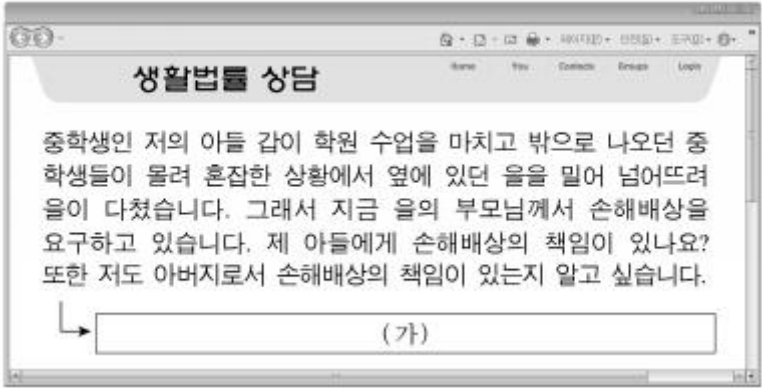 페이지(P) 안전(S) 도구(O)
생활법률 상담
Home You Contacts Groups Login
중학생인 저의 아들 갑이 학원 수업을 마치고 밖으로 나오던 중
학생들이 몰려 혼잡한 상황에서 옆에 있던 을을 밀어 넘어뜨려
을이 다쳤습니다. 그래서 지금 을의 부모님께서 손해배상을
요구하고 있습니다. 제 아들에게 손해배상의 책임이 있나요?
또한 저도 아버지로서 손해배상의 책임이 있는지 알고 싶습니다.
(가)